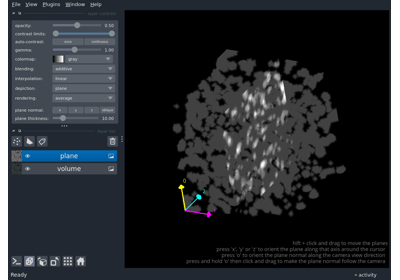 File View Plugins Window Help
opacity: 0.50
contrast limits:
auto-contrast: once continuous
gamma: 1.00
colormap: gray
blending: additive
interpolation: linear
depiction: plane
rendering: average
plane normal: x y z
plane thickness: 10.00
plane
volume
0
hift + click and drag to move the planes
press 'x', 'y' or 'z' to orient the plane along that axis around the cursor
press 'o' to orient the plane normal along the camera view direction
press and hold 'o' then click and drag to make the plane normal follow the camera
Ready
activity